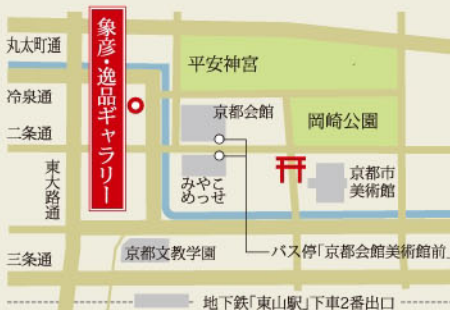 丸太町通
象彦・逸品ギャラリー
平安神宮
冷泉通
京都会館
岡崎公園
二条通
東大路通
みやこ
めっせ
京都市
美術館
三条通
京都文教学園
バス停「京都会館美術館前」
地下鉄「東山駅」下車2番出口